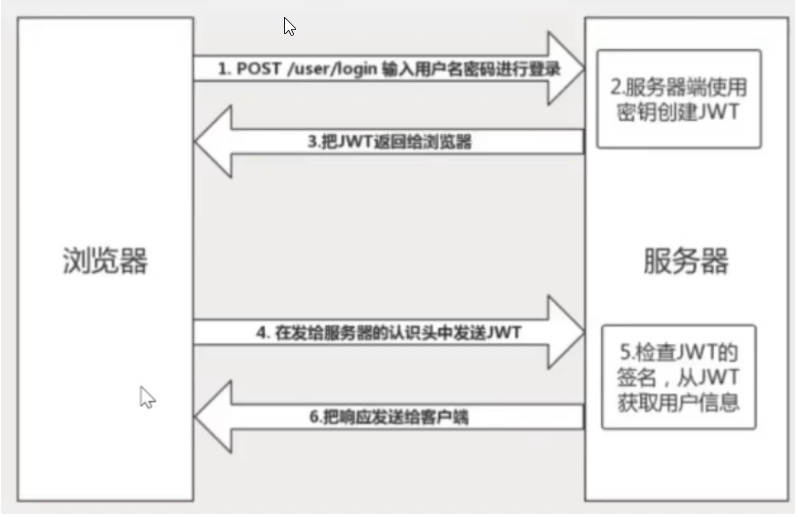 1. POST /user/login 输入用户名密码进行登录
2.服务器端使用
密钥创建JWT
3.把JWT返回给浏览器
浏览器
服务器
4. 在发给服务器的认识头中发送JWT
5.检查JWT的
签名，从JWT
获取用户信息
6.把响应发送给客户端